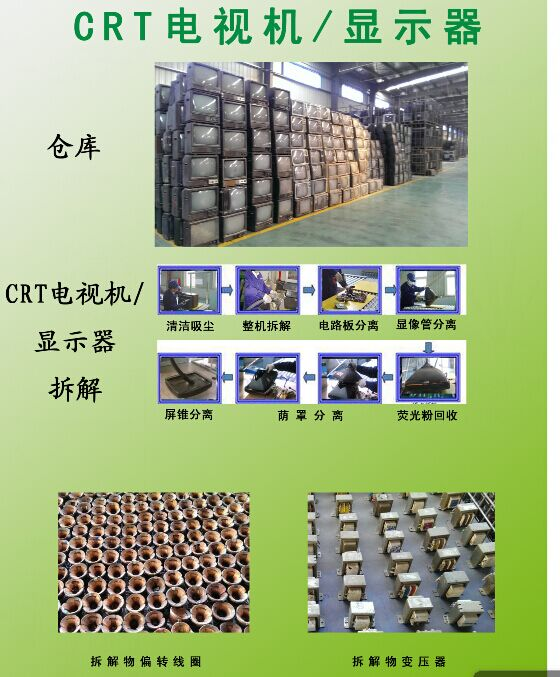 CRT电视机/显示器
仓库
CRT电视机/
显示器
拆解
清洁吸尘
整机拆解
电路板分离
显像管分离
屏锥分离
荫罩分离
荧光粉回收
拆解物偏转线圈
拆解物变压器